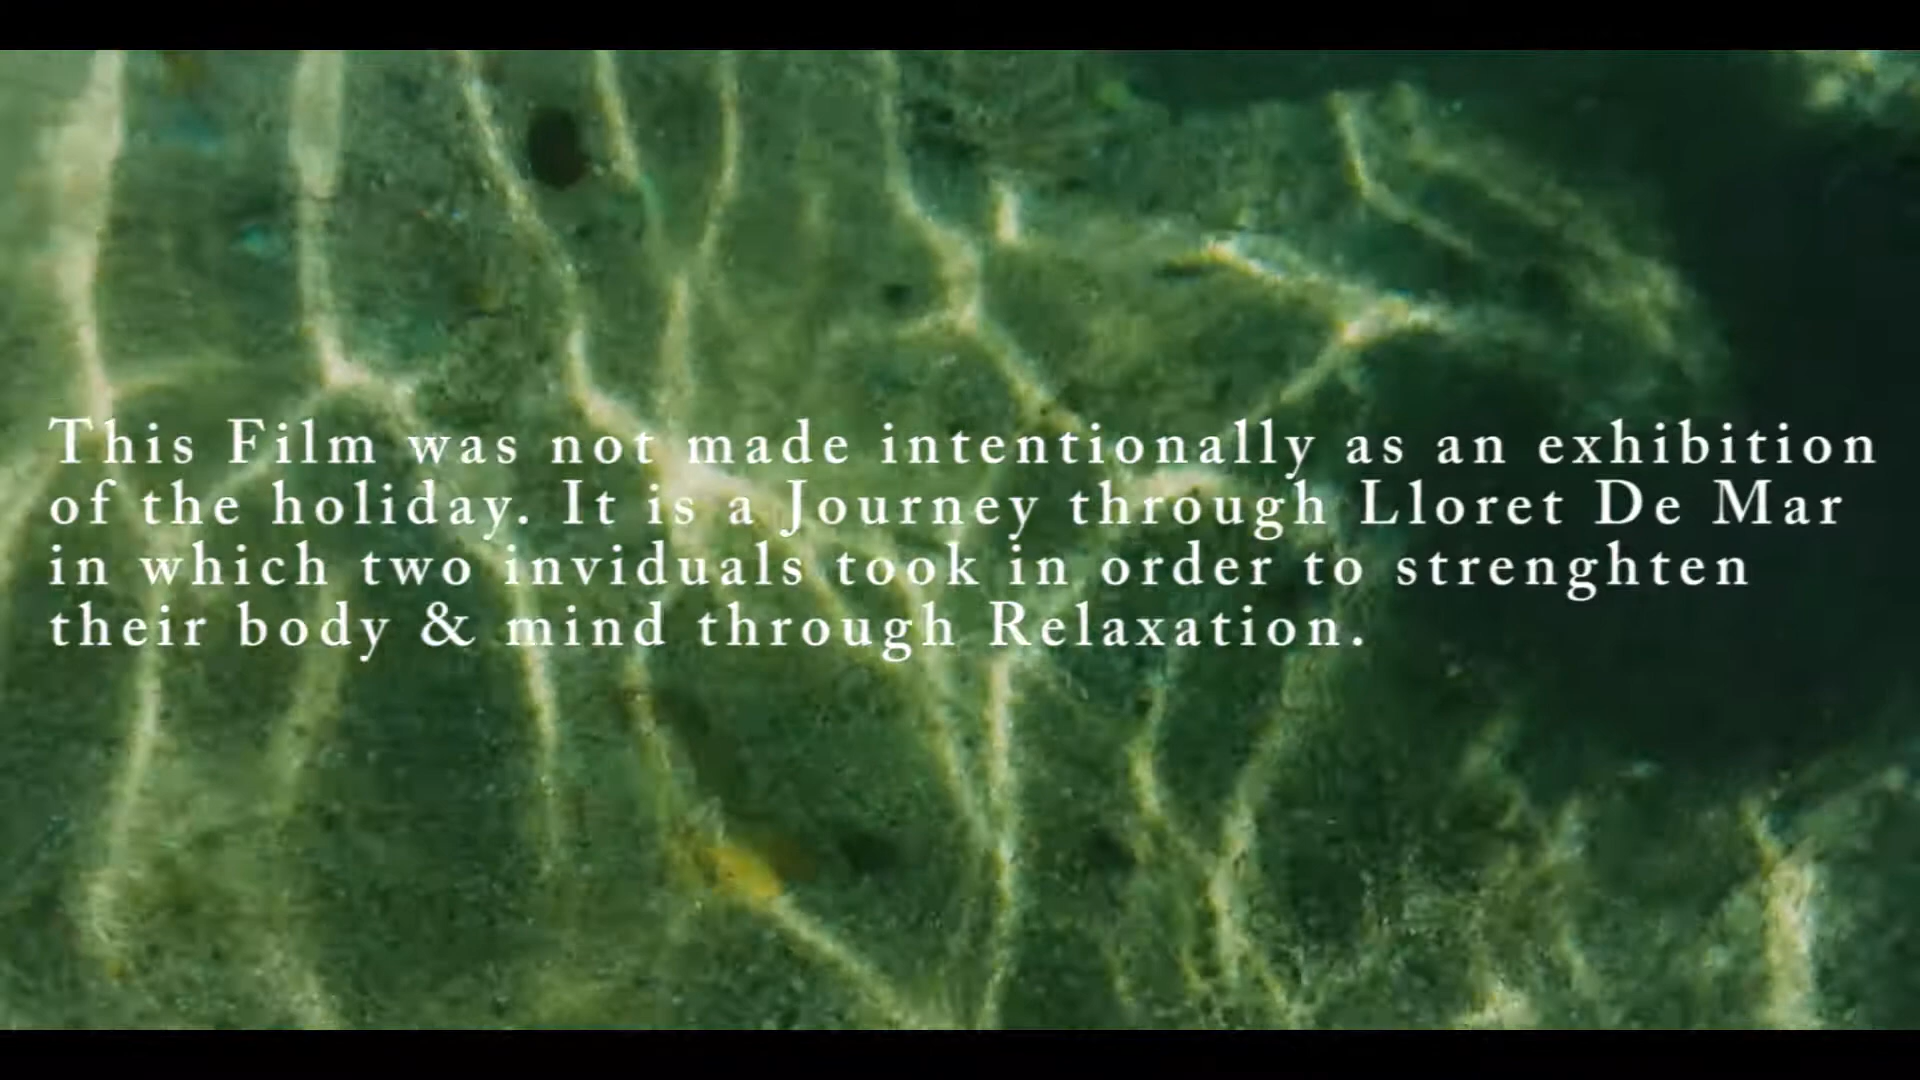 This Film was not made intentionally as an exhibition
of the holiday. It is a Journey through Lloret De Mar
in which two inviduals took in order to strenghten
their body & mind through Relaxation.